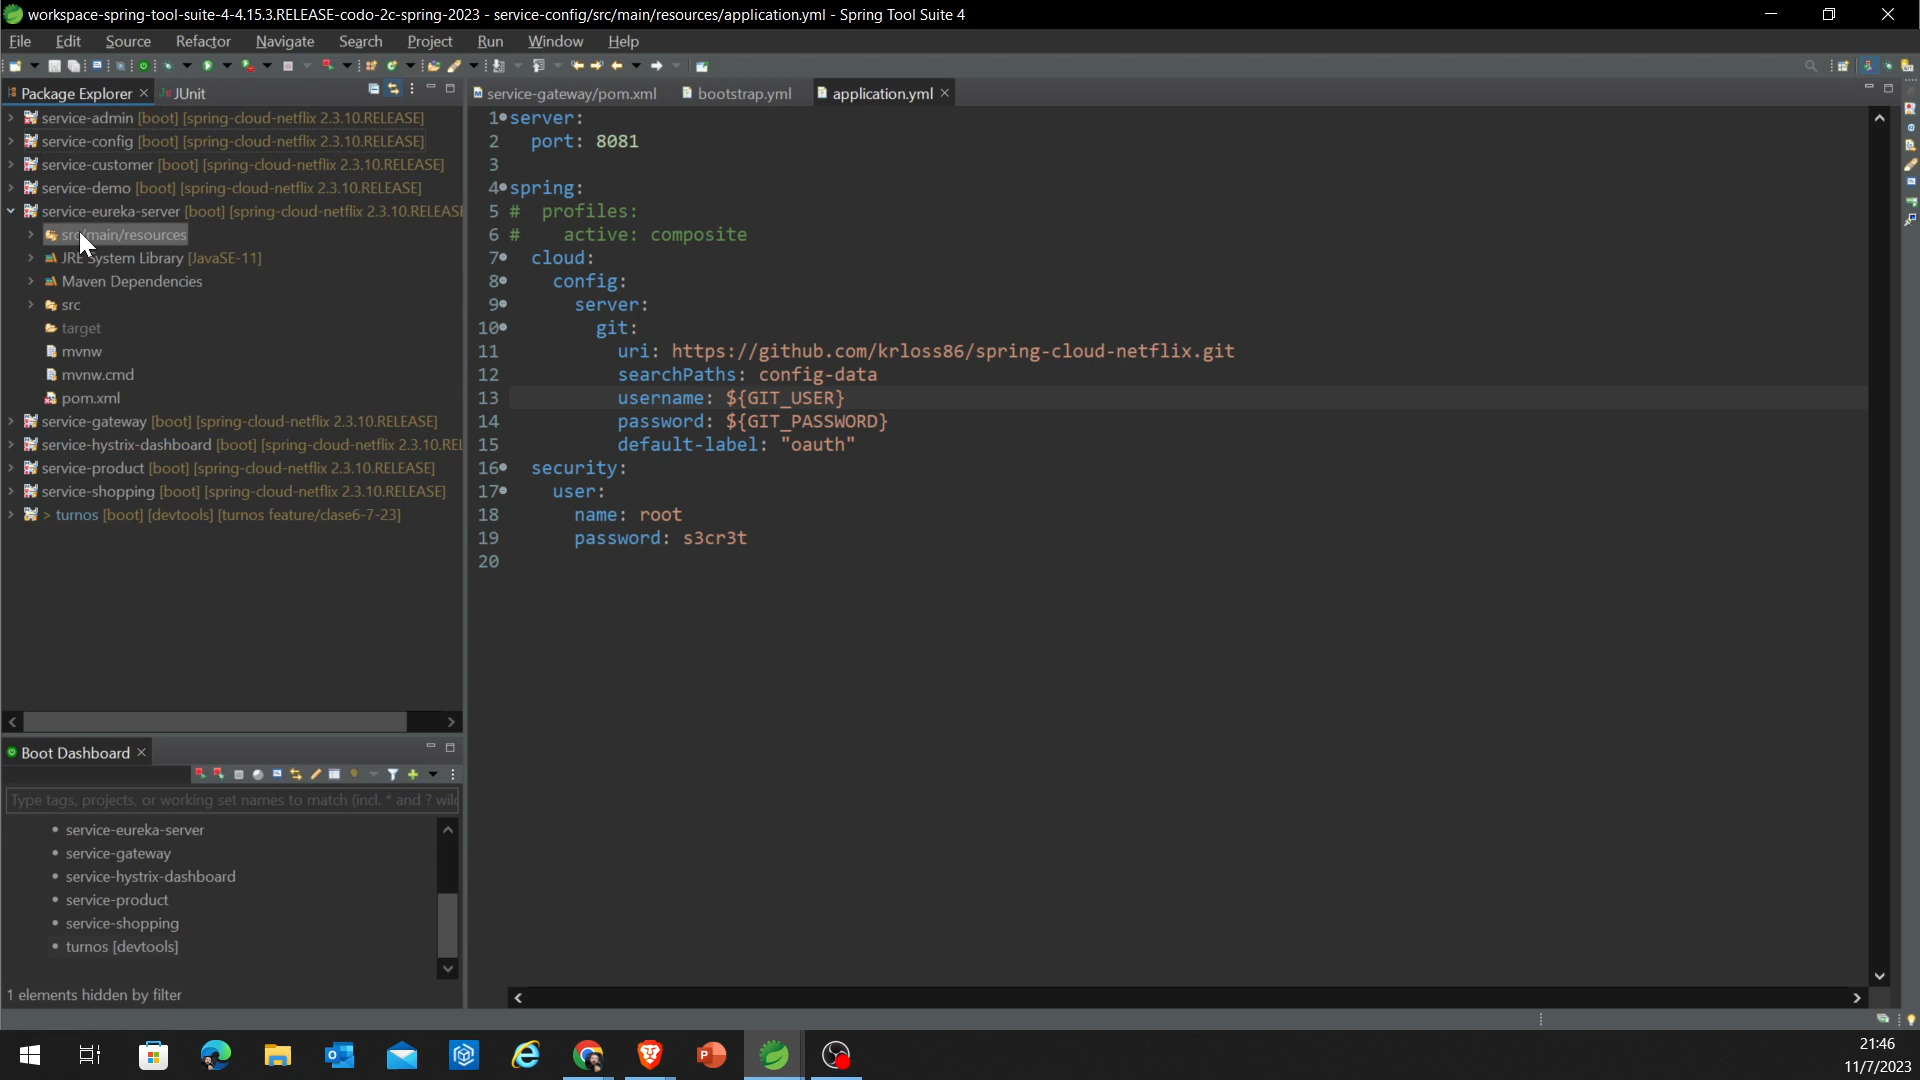 workspace-spring-tool-suite-4-4.15.3.RELEASE-codo-2c-spring-2023 - service-config/src/main/resources/application.yml - Spring Tool Suite 4
File Edit Source Refactor Navigate Search Project Run Window Help
Package Explorer JUnit
service-gateway/pom.xml bootstrap.yml application.yml
service-admin [boot] [spring-cloud-netflix 2.3.10.RELEASE]
service-config [boot] [spring-cloud-netflix 2.3.10.RELEASE]
service-customer [boot] [spring-cloud-netflix 2.3.10.RELEASE]
service-demo [boot] [spring-cloud-netflix 2.3.10.RELEASE]
service-eureka-server [boot] [spring-cloud-netflix 2.3.10.RELEAS
src/main/resources
JRE System Library [JavaSE-11]
Maven Dependencies
src
target
mvnw
mvnw.cmd
pom.xml
service-gateway [boot] [spring-cloud-netflix 2.3.10.RELEASE]
service-hystrix-dashboard [boot] [spring-cloud-netflix 2.3.10.REL
service-product [boot] [spring-cloud-netflix 2.3.10.RELEASE]
service-shopping [boot] [spring-cloud-netflix 2.3.10.RELEASE]
> turnos [boot] [devtools] [turnos feature/clase6-7-23]
1 server:
2 port: 8081
3
4 spring:
5 # profiles:
6 # active: composite
7 cloud:
8 config:
9 server:
10 git:
11 uri: https://github.com/krloss86/spring-cloud-netflix.git
12 searchPaths: config-data
13 username: ${GIT_USER}
14 password: ${GIT_PASSWORD}
15 default-label: "oauth"
16 security:
17 user:
18 name: root
19 password: s3cr3t
20
Boot Dashboard
Type tags, projects, or working set names to match (incl. * and ? wild
service-eureka-server
service-gateway
service-hystrix-dashboard
service-product
service-shopping
turnos [devtools]
1 elements hidden by filter
21:46
11/7/2023